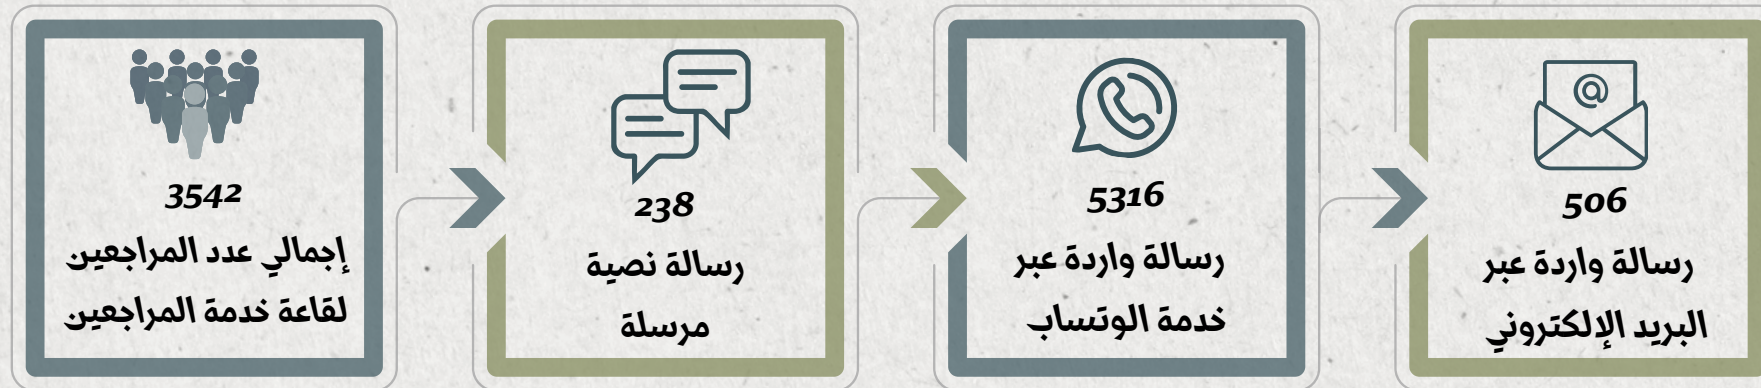 506
رسالة واردة عبر
البريد الإلكتروني
5316
رسالة واردة عبر
خدمة الوتساب
238
رسالة نصية
مرسلة
3542
إجمالي عدد المراجعين
لقاعة خدمة المراجعين